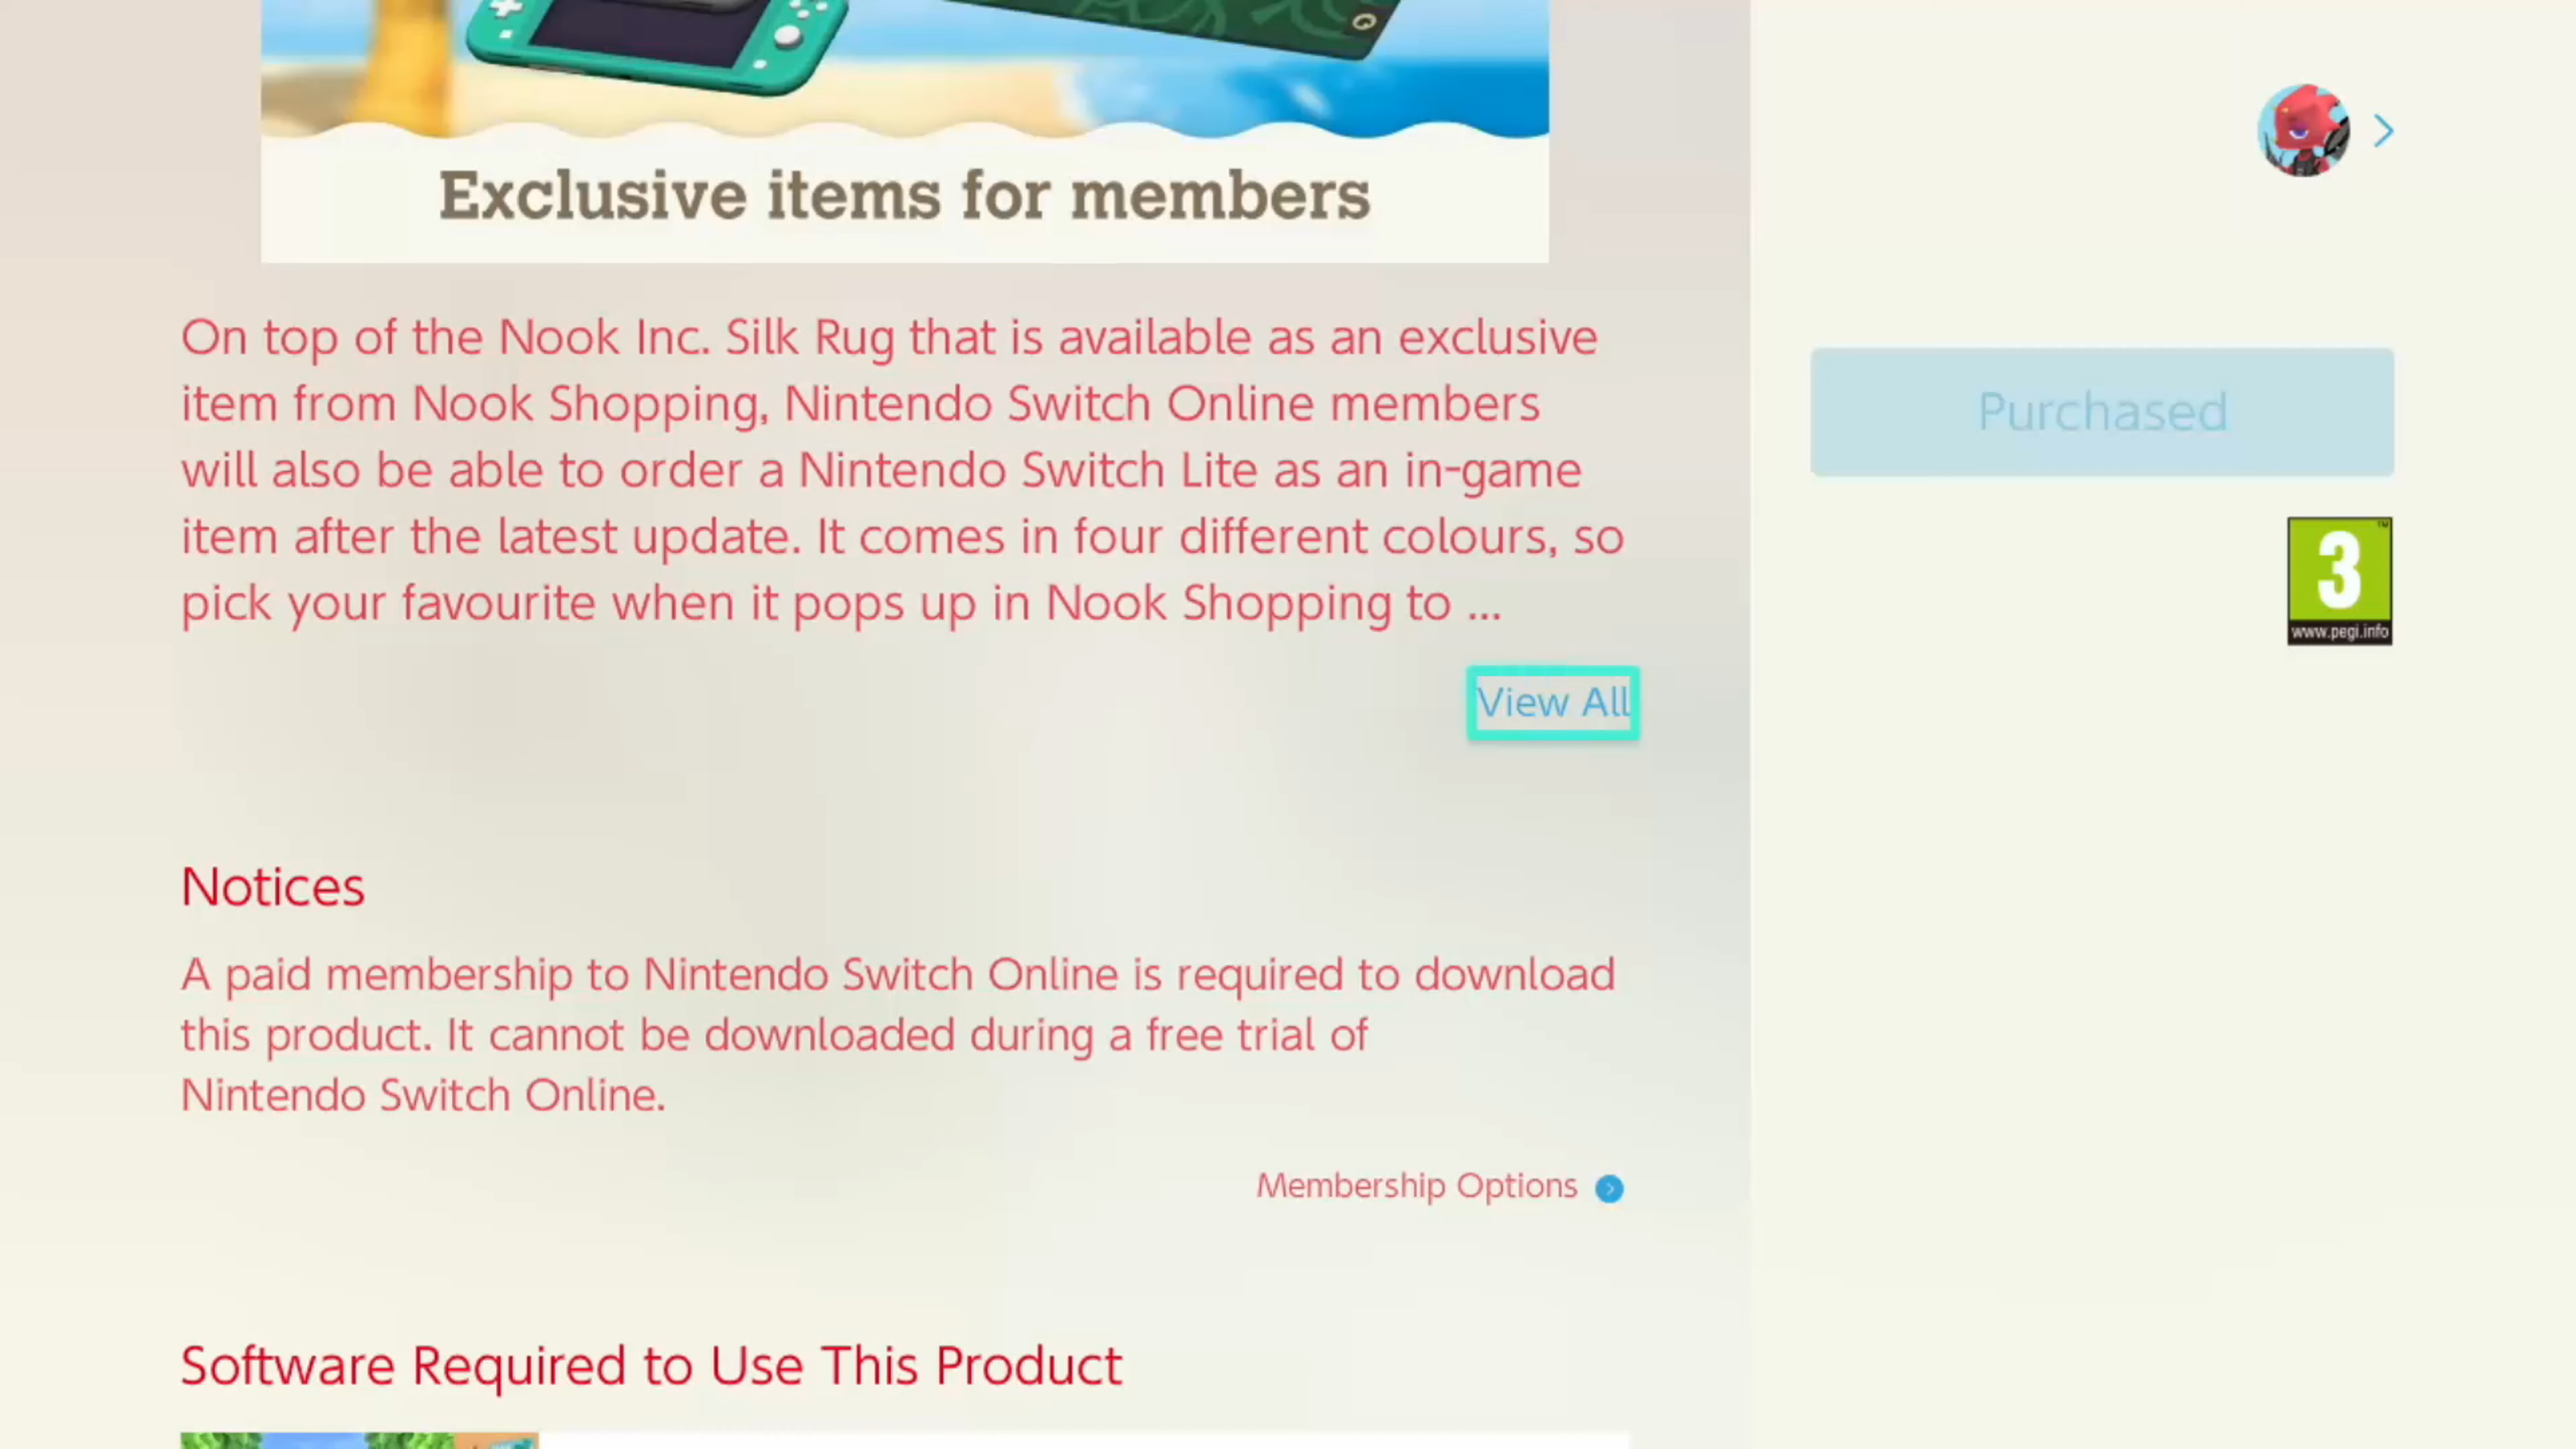 Exclusive items for members
On top of the Nook Inc. Silk Rug that is available as an exclusive
item from Nook Shopping, Nintendo Switch Online members
will also be able to order a Nintendo Switch Lite as an in-game
item after the latest update. It comes in four different colours, so
pick your favourite when it pops up in Nook Shopping to ...
View All
Notices
A paid membership to Nintendo Switch Online is required to download
this product. It cannot be downloaded during a free trial of
Nintendo Switch Online.
Membership Options
Software Required to Use This Product
Purchased
3
TM
www.pegi.info